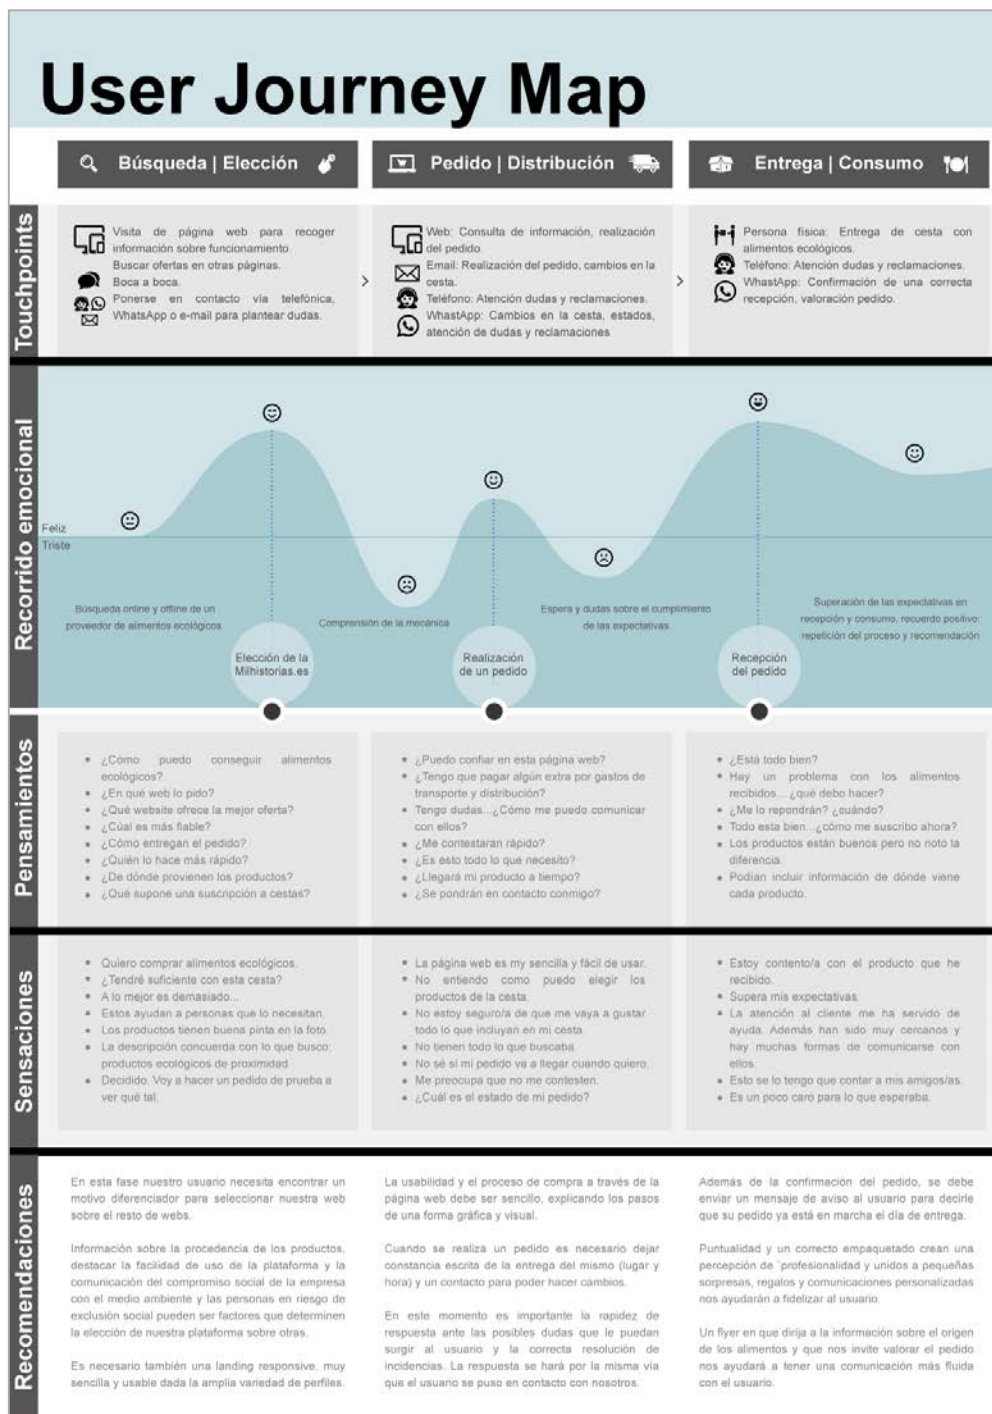 User Journey Map
Búsqueda | Elección
Pedido | Distribución
Entrega | Consumo
Touchpoints
Visita de página web para recoger
información sobre funcionamiento.
Buscar ofertas en otras páginas.
Boca a boca.
Ponerse en contacto vía telefónica,
WhatsApp o e-mail para plantear dudas.
>
Web: Consulta de información, realización
del pedido.
Email: Realización del pedido, cambios en la
cesta.
Teléfono: Atención dudas y reclamaciones.
WhastApp: Cambios en la cesta, estados,
atención de dudas y reclamaciones
>
Persona física: Entrega de cesta con
alimentos ecológicos.
Teléfono: Atención dudas y reclamaciones.
WhastApp: Confirmación de una correcta
recepción, valoración pedido.
Recorrido emocional
Feliz
Triste
Búsqueda online y offline de un
proveedor de alimentos ecológicos
Elección de la
Milhistorias.es
Comprensión de la mecánica
Realización
de un pedido
Espera y dudas sobre el cumplimiento
de las expectativas
Recepción
del pedido
Superación de las expectativas en
recepción y consumo, recuerdo positivo:
repetición del proceso y recomendación
Pensamientos
• ¿Cómo puedo conseguir alimentos
ecológicos?
• ¿En qué web lo pido?
• ¿Qué website ofrece la mejor oferta?
• ¿Cúal es más fiable?
• ¿Cómo entregan el pedido?
• ¿Quién lo hace más rápido?
• ¿De dónde provienen los productos?
• ¿Qué supone una suscripción a cestas?
• ¿Puedo confiar en esta página web?
• ¿Tengo que pagar algún extra por gastos de
transporte y distribución?
• Tengo dudas...¿Cómo me puedo comunicar
con ellos?
• ¿Me contestaran rápido?
• ¿Es esto todo lo que necesito?
• ¿Llegará mi producto a tiempo?
• ¿Se pondrán en contacto conmigo?
• ¿Está todo bien?
• Hay un problema con los alimentos
recibidos... ¿qué debo hacer?
• ¿Me lo repondrán? ¿cuándo?
• Todo esta bien...¿cómo me suscribo ahora?
• Los productos están buenos pero no noto la
diferencia.
• Podían incluir información de dónde viene
cada producto.
Sensaciones
• Quiero comprar alimentos ecológicos.
• ¿Tendré suficiente con esta cesta?
• A lo mejor es demasiado...
• Estos ayudan a personas que lo necesitan.
• Los productos tienen buena pinta en la foto.
• La descripción concuerda con lo que busco:
productos ecológicos de proximidad.
• Decidido. Voy a hacer un pedido de prueba a
ver qué tal.
• La página web es my sencilla y fácil de usar.
• No entiendo como puedo elegir los
productos de la cesta.
• No estoy seguro/a de que me vaya a gustar
todo lo que incluyan en mi cesta
• No tienen todo lo que buscaba.
• No sé si mi pedido va a llegar cuando quiero.
• Me preocupa que no me contesten.
• ¿Cuál es el estado de mi pedido?
• Estoy contento/a con el producto que he
recibido.
• Supera mis expectativas.
• La atención al cliente me ha servido de
ayuda. Además han sido muy cercanos y
hay muchas formas de comunicarse con
ellos.
• Esto se lo tengo que contar a mis amigos/as.
• Es un poco caro para lo que esperaba.
Recomendaciones
En esta fase nuestro usuario necesita encontrar un
motivo diferenciador para seleccionar nuestra web
sobre el resto de webs.
Información sobre la procedencia de los productos,
destacar la facilidad de uso de la plataforma y la
comunicación del compromiso social de la empresa
con el medio ambiente y las personas en riesgo de
exclusión social pueden ser factores que determinen
la elección de nuestra plataforma sobre otras.
Es necesario también una landing responsive, muy
sencilla y usable dada la amplia variedad de perfiles.
La usabilidad y el proceso de compra a través de la
página web debe ser sencillo, explicando los pasos
de una forma gráfica y visual.
Cuando se realiza un pedido es necesario dejar
constancia escrita de la entrega del mismo (lugar y
hora) y un contacto para poder hacer cambios.
En este momento es importante la rapidez de
respuesta ante las posibles dudas que le puedan
surgir al usuario y la correcta resolución de
incidencias. La respuesta se hará por la misma vía
que el usuario se puso en contacto con nosotros.
Además de la confirmación del pedido, se debe
enviar un mensaje de aviso al usuario para decirle
que su pedido ya está en marcha el día de entrega.
Puntualidad y un correcto empaquetado crean una
percepción de ´profesionalidad y unidos a pequeñas
sorpresas, regalos y comunicaciones personalizadas
nos ayudarán a fidelizar al usuario.
Un flyer en que dirija a la información sobre el origen
de los alimentos y que nos invite valorar el pedido
nos ayudará a tener una comunicación más fluida
con el usuario.